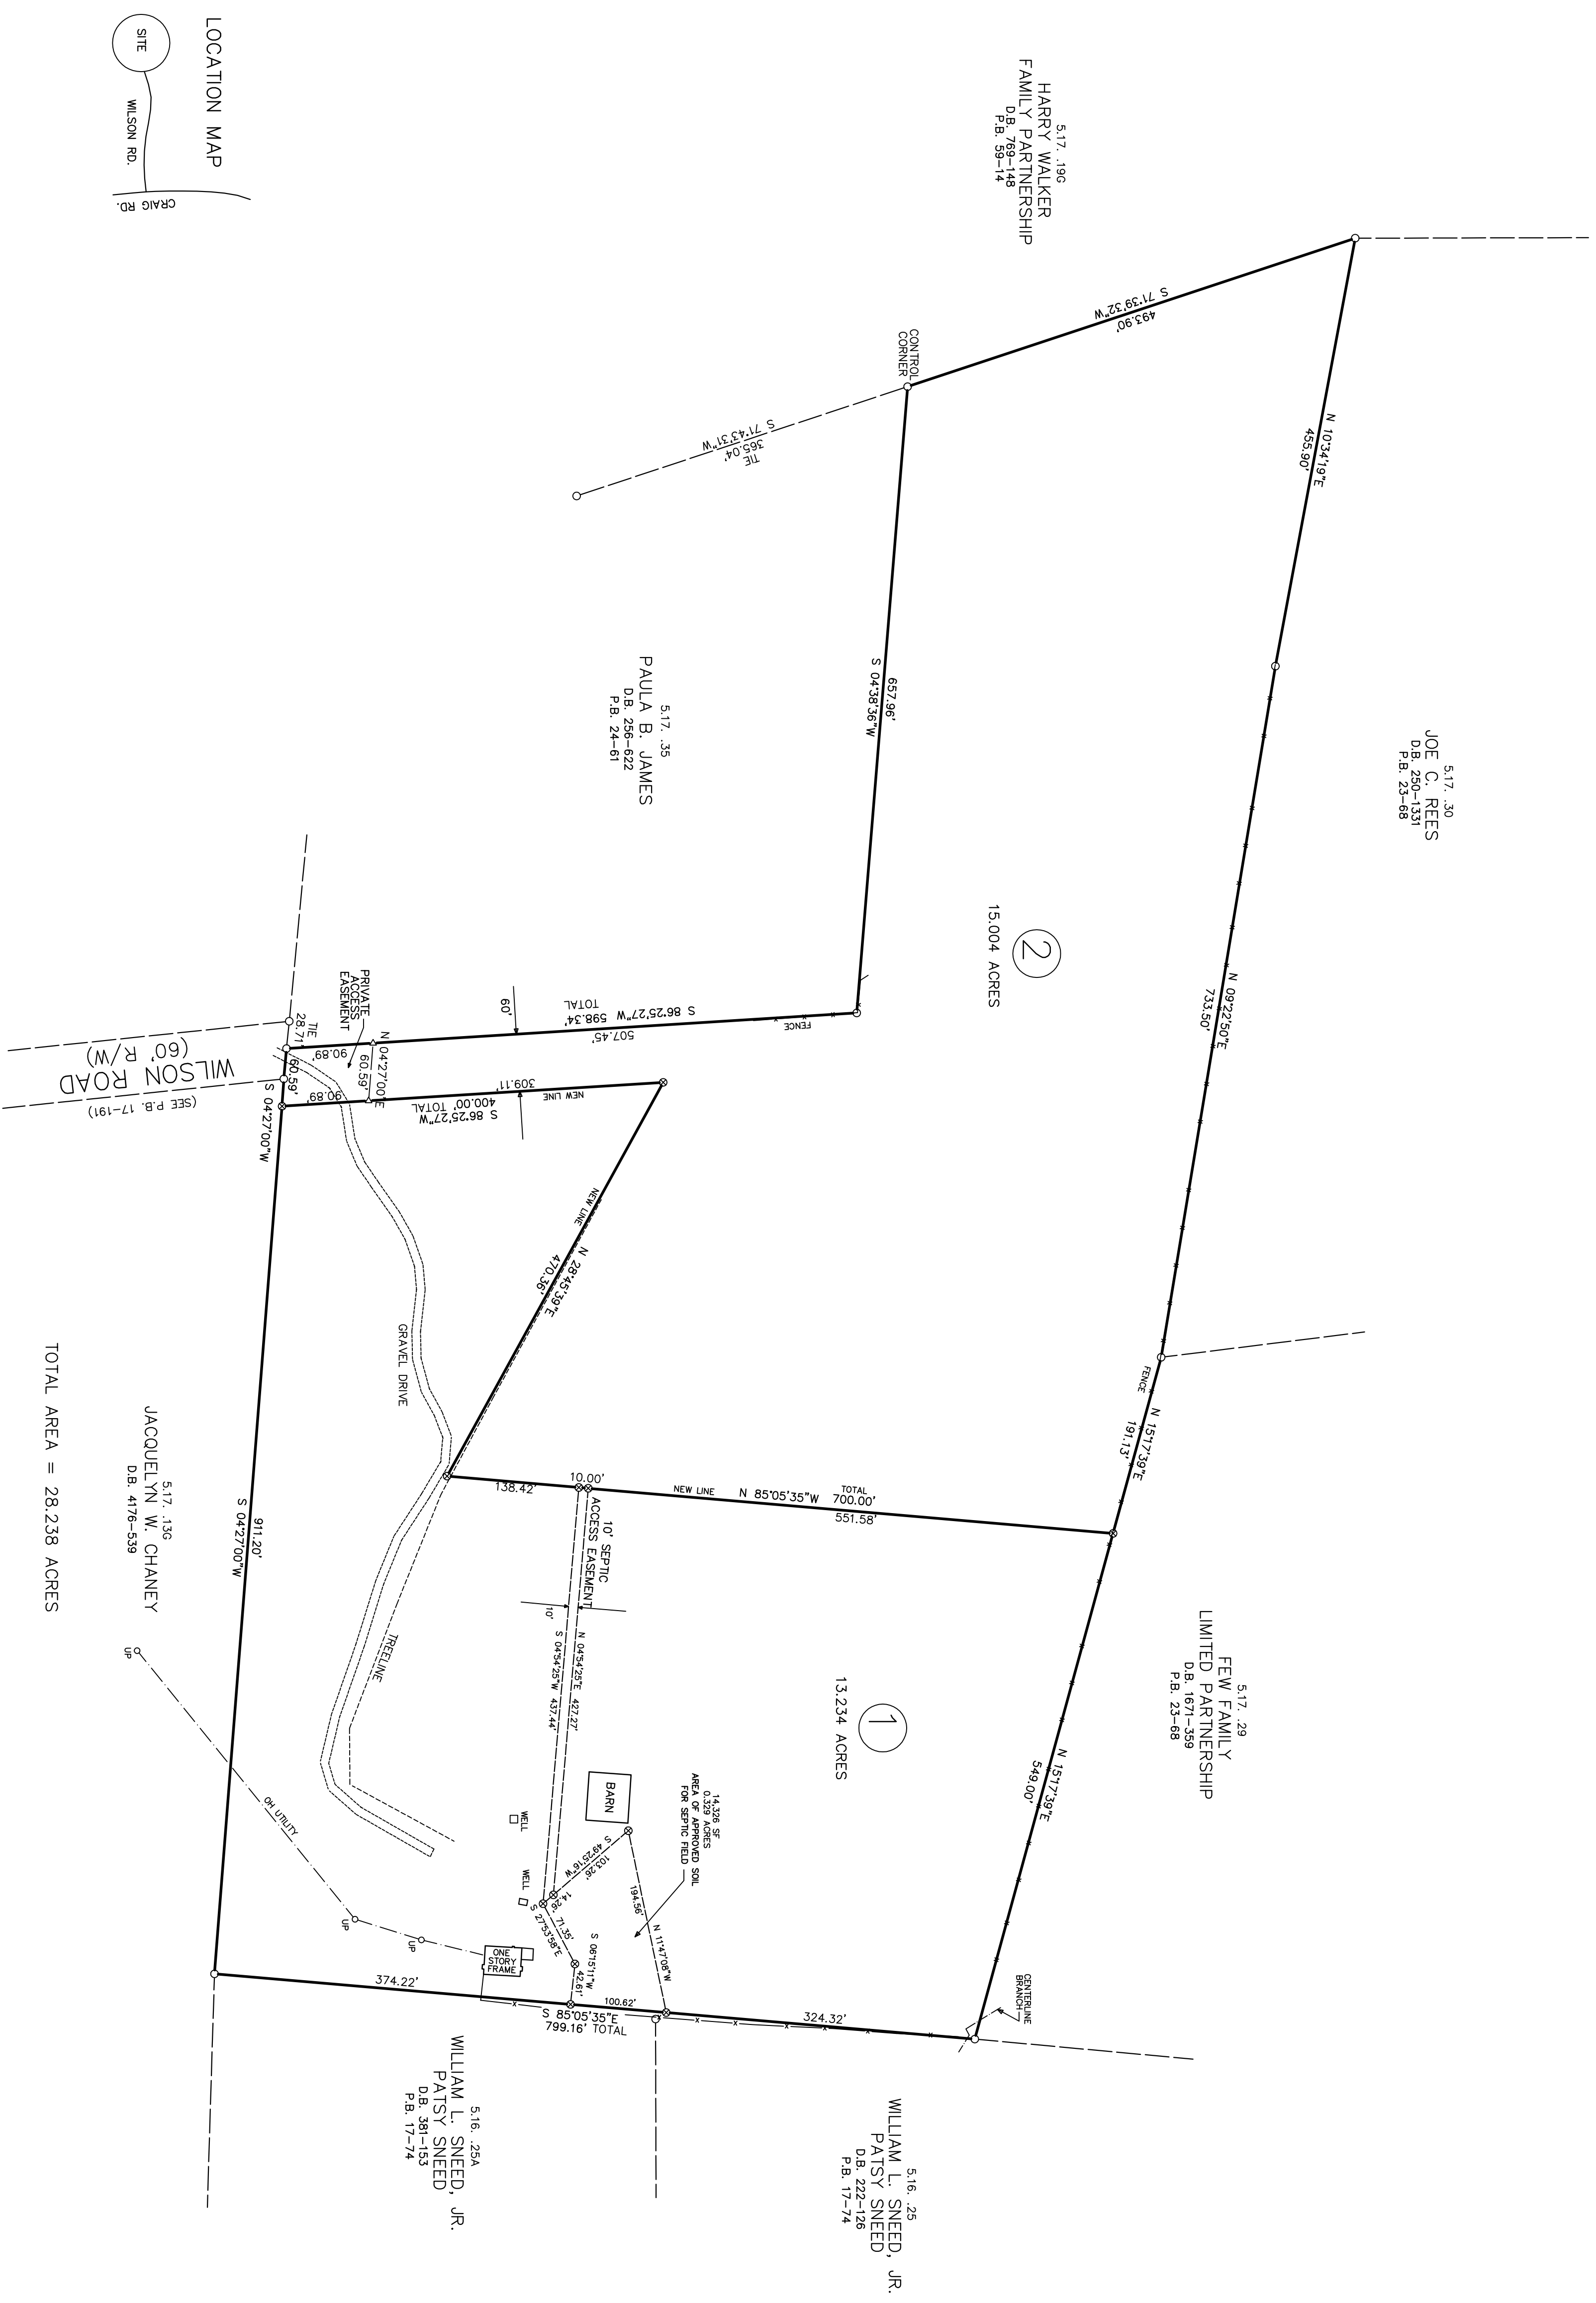 LOCATION MAP
SITE
WILSON RD.
CRAIG RD.
5.17. .19G
HARRY WALKER
FAMILY PARTNERSHIP
D.B. 769-148
P.B. 59-14
S 71°39'32"W
493.90'
CONTROL
CORNER
S 71°43'31"W
365.04'
TIE
N 10°34'19"E
455.90'
5.17. .30
JOE C. REES
D.B. 250-1331
P.B. 23-68
N 09°22'50"E
733.50'
657.96'
S 04°38'36"W
2
15.004 ACRES
5.17. .35
PAULA B. JAMES
D.B. 256-622
P.B. 24-61
FENCE
S 86°25'27"W 598.34'
TOTAL
507.45'
60'
PRIVATE
ACCESS
EASEMENT
N 04°27'00"E
60.59'
90.89'
TIE
28.71'
60.59'
S 04°27'00"W
90.89'
309.11'
NEW LINE
400.00' TOTAL
S 86°25'27"W
WILSON ROAD
(60' R/W)
(SEE P.B. 17-191)
NEW LINE
N 28°45'39"E
470.36'
GRAVEL DRIVE
FENCE
N 15°17'39"E
191.13'
138.42'
10.00'
NEW LINE
N 85°05'35"W
TOTAL
700.00'
551.58'
10' SEPTIC
ACCESS EASEMENT
10'
N 04°54'25"E 427.27'
S 04°54'25"W 437.44'
TREELINE
911.20'
S 04°27'00"W
5.17. .13G
JACQUELYN W. CHANEY
D.B. 4176-539
TOTAL AREA = 28.238 ACRES
5.17. .29
FEW FAMILY
LIMITED PARTNERSHIP
D.B. 1671-359
P.B. 23-68
1
13.234 ACRES
N 15°17'39"E
549.00'
14,326 SF
0.329 ACRES
AREA OF APPROVED SOIL
FOR SEPTIC FIELD
BARN
WELL
WELL
S 49°25'16"W
103.26'
14.26'
194.56'
N 11°47'08"W
71.35'
S 27°53'58"E
S 06°15'11"W
42.61'
UP
OH UTILITY
UP
UP
ONE
STORY
FRAME
374.22'
100.62'
324.32'
S 85°05'35"E
799.16' TOTAL
CENTERLINE
BRANCH
5.16. .25A
WILLIAM L. SNEED, JR.
PATSY SNEED
D.B. 381-153
P.B. 17-74
5.16. .25
WILLIAM L. SNEED, JR.
PATSY SNEED
D.B. 222-126
P.B. 17-74